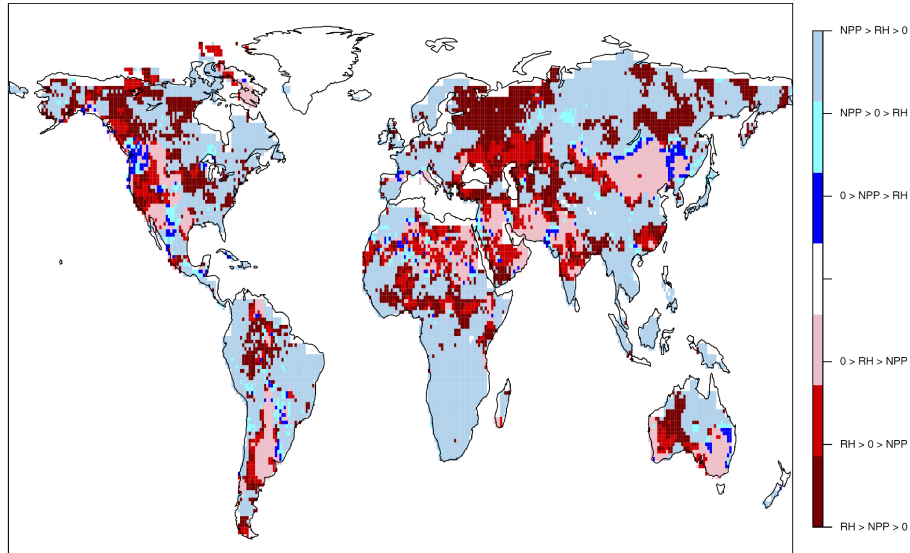 NPP > RH > 0
NPP > 0 > RH
0 > NPP > RH
0 > RH > NPP
RH > 0 > NPP
RH > NPP > 0